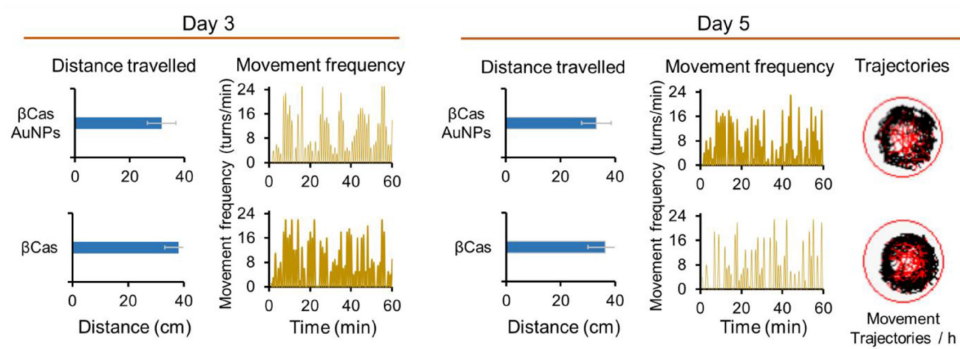 Day 3
Day 5
Distance travelled
Movement frequency
Distance travelled
Movement frequency
Trajectories
βCas
AuNPs
0 20 40
Movement frequency (turns/min)
24
16
8
0
0 20 40 60
βCas
AuNPs
0 20 40
Movement frequency (turns/min)
24
16
8
0
0 20 40 60
βCas
0 20 40
Distance (cm)
24
16
8
0
0 20 40 60
Time (min)
βCas
0 20 40
Distance (cm)
24
16
8
0
0 20 40 60
Time (min)
Movement
Trajectories / h